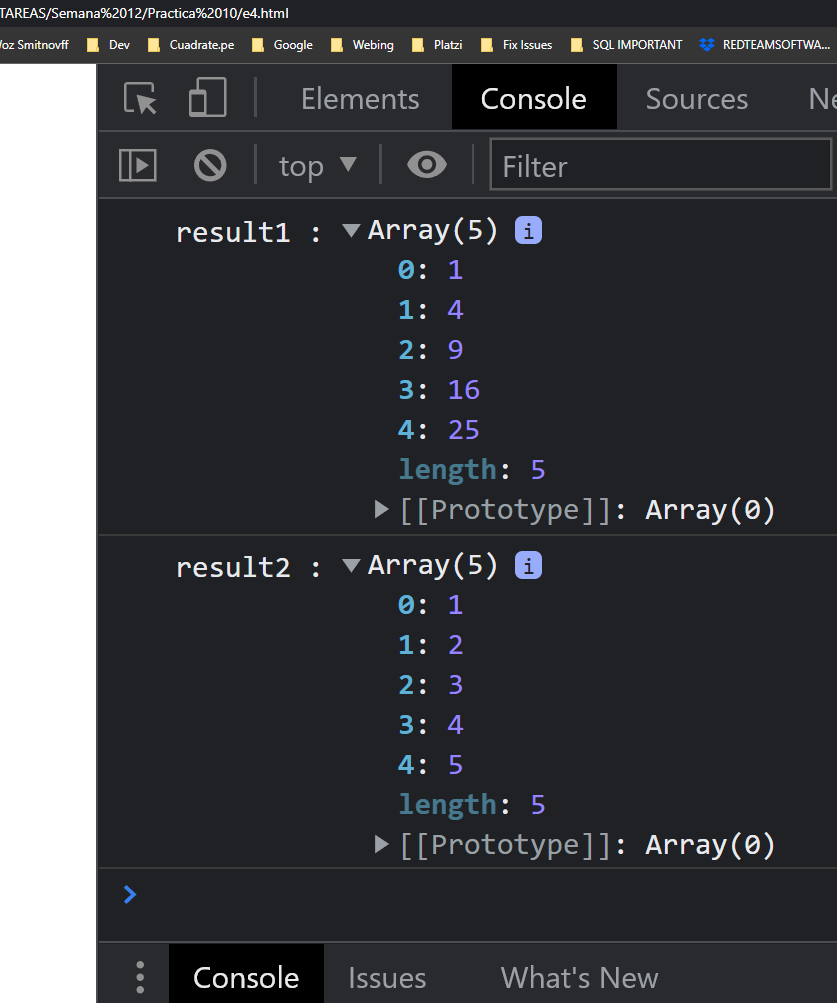 TAREAS/Semana%2012/Practica%2010/e4.html
Voz Smitnovff Dev Cuadrate.pe Google Webing Platzi Fix Issues SQL IMPORTANT REDTEAMSOFTWA...
Elements Console Sources Ne
top Filter
result1 : Array(5) i
0: 1
1: 4
2: 9
3: 16
4: 25
length: 5
[[Prototype]]: Array(0)
result2 : Array(5) i
0: 1
1: 2
2: 3
3: 4
4: 5
length: 5
[[Prototype]]: Array(0)
Console Issues What's New